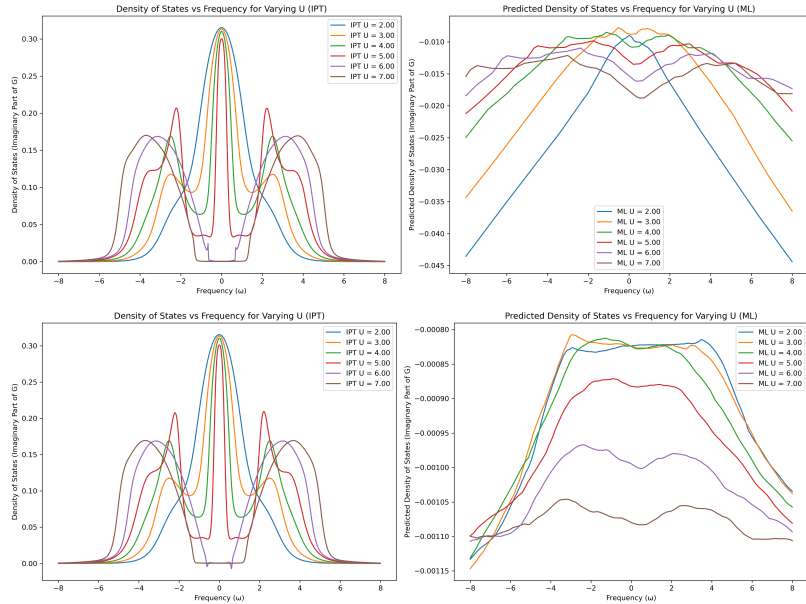 Density of States vs Frequency for Varying U (IPT)
Density of States (Imaginary Part of G)
0.30
0.25
0.20
0.15
0.10
0.05
0.00
−8 −6 −4 −2 0 2 4 6 8
Frequency (ω)
IPT U = 2.00
IPT U = 3.00
IPT U = 4.00
IPT U = 5.00
IPT U = 6.00
IPT U = 7.00
Predicted Density of States vs Frequency for Varying U (ML)
Predicted Density of States (Imaginary Part of G)
−0.010
−0.015
−0.020
−0.025
−0.030
−0.035
−0.040
−0.045
−8 −6 −4 −2 0 2 4 6 8
Frequency (ω)
ML U = 2.00
ML U = 3.00
ML U = 4.00
ML U = 5.00
ML U = 6.00
ML U = 7.00
Density of States vs Frequency for Varying U (IPT)
Density of States (Imaginary Part of G)
0.30
0.25
0.20
0.15
0.10
0.05
0.00
−8 −6 −4 −2 0 2 4 6 8
Frequency (ω)
IPT U = 2.00
IPT U = 3.00
IPT U = 4.00
IPT U = 5.00
IPT U = 6.00
IPT U = 7.00
Predicted Density of States vs Frequency for Varying U (ML)
Predicted Density of States (Imaginary Part of G)
−0.00080
−0.00085
−0.00090
−0.00095
−0.00100
−0.00105
−0.00110
−0.00115
−8 −6 −4 −2 0 2 4 6 8
Frequency (ω)
ML U = 2.00
ML U = 3.00
ML U = 4.00
ML U = 5.00
ML U = 6.00
ML U = 7.00